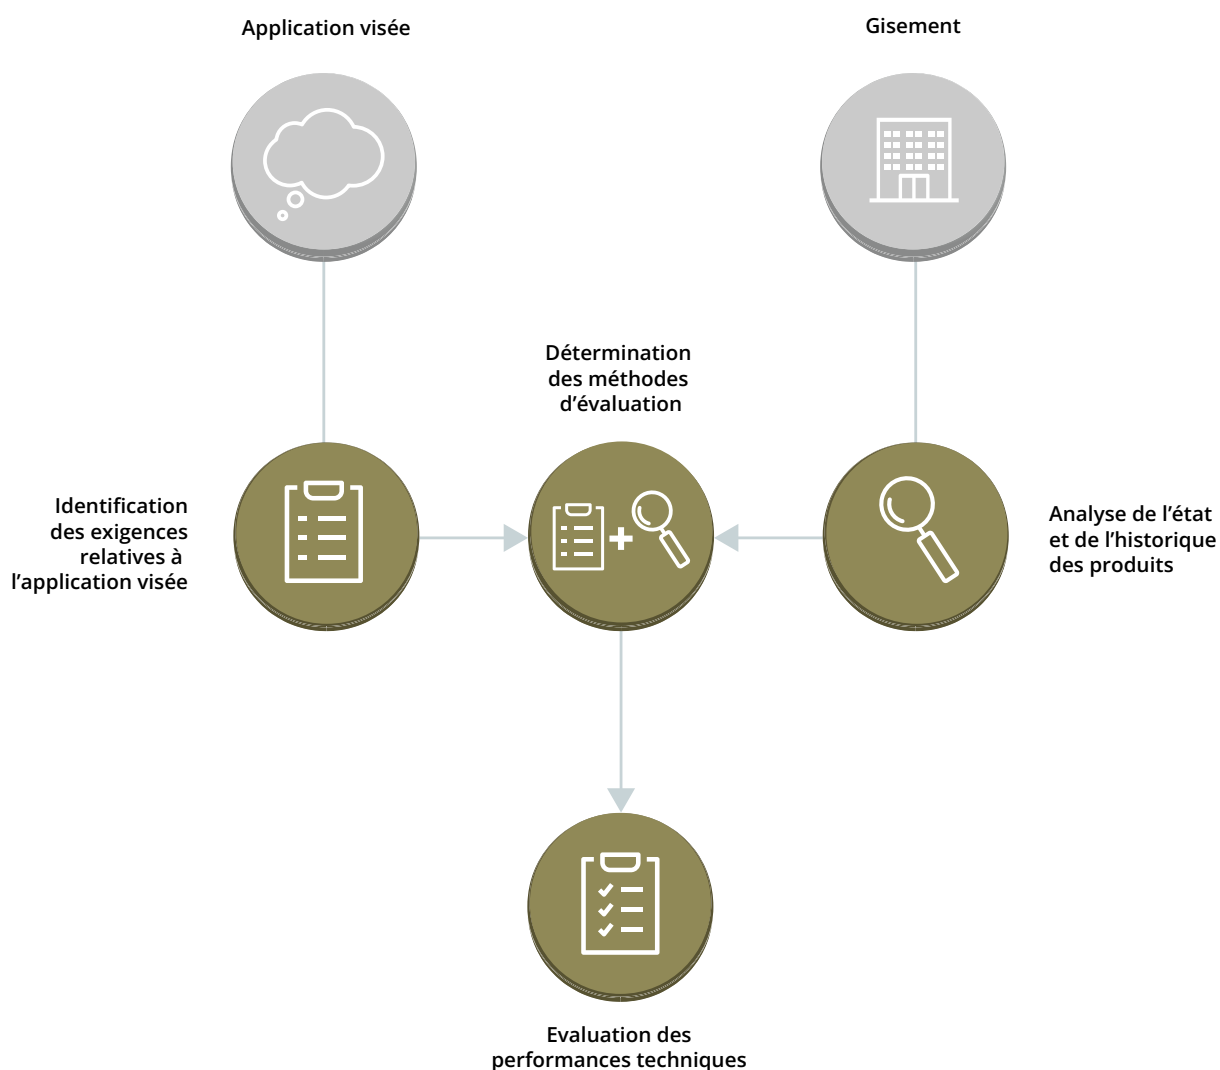 Application visée
Gisement
Détermination
des méthodes
d’évaluation
Identification
des exigences
relatives à
l’application visée
Analyse de l’état
et de l’historique
des produits
Evaluation des
performances techniques